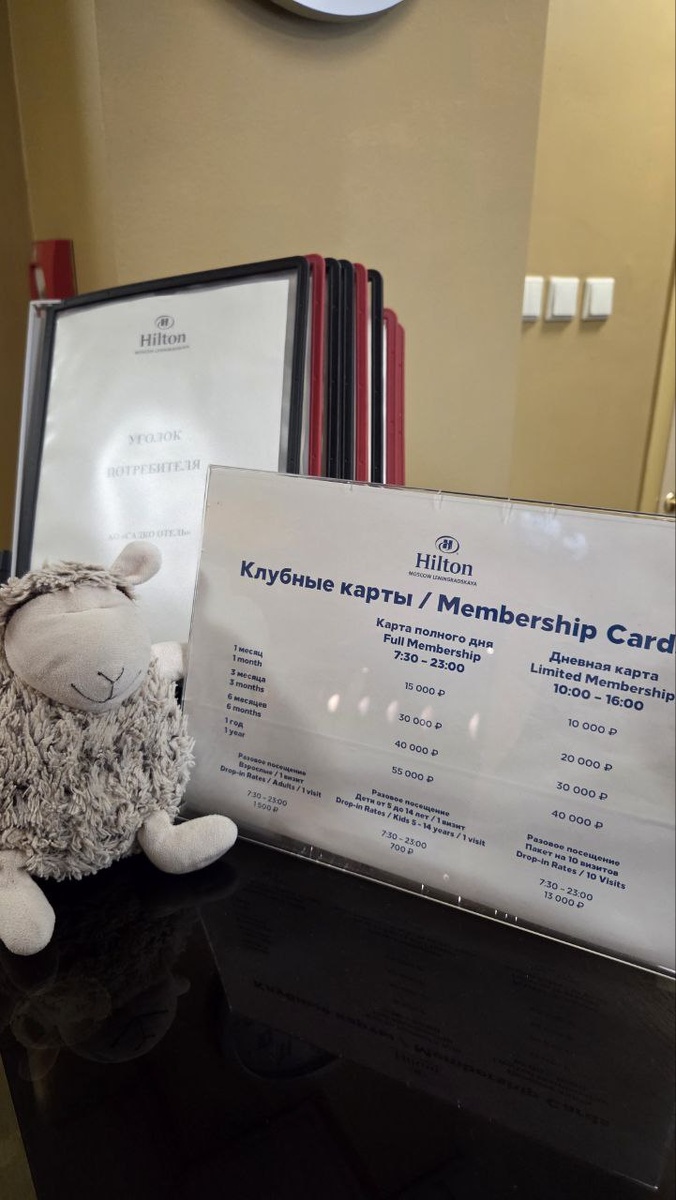 Hilton
MOSCOW LENINGRADSKAYA
УГОЛОК
ПОТРЕБИТЕЛЯ
АО «САДКО ОТЕЛЬ»
Hilton
MOSCOW LENINGRADSKAYA
Клубные карты / Membership Card
Карта полного дня
Full Membership
7:30 – 23:00
Дневная карта
Limited Membership
10:00 – 16:00
1 месяц
1 month
15 000 ₽
10 000 ₽
3 месяца
3 months
30 000 ₽
20 000 ₽
6 месяцев
6 months
40 000 ₽
30 000 ₽
1 год
1 year
55 000 ₽
40 000 ₽
Разовое посещение
Взрослые / 1 визит
Drop-in Rates / Adults / 1 visit
7:30 – 23:00
1 500 ₽
Разовое посещение
Дети от 5 до 14 лет / 1 визит
Drop-in Rates / Kids 5 - 14 years / 1 visit
7:30 – 23:00
700 ₽
Разовое посещение
Пакет на 10 визитов
Drop-in Rates / 10 Visits
7:30 – 23:00
13 000 ₽